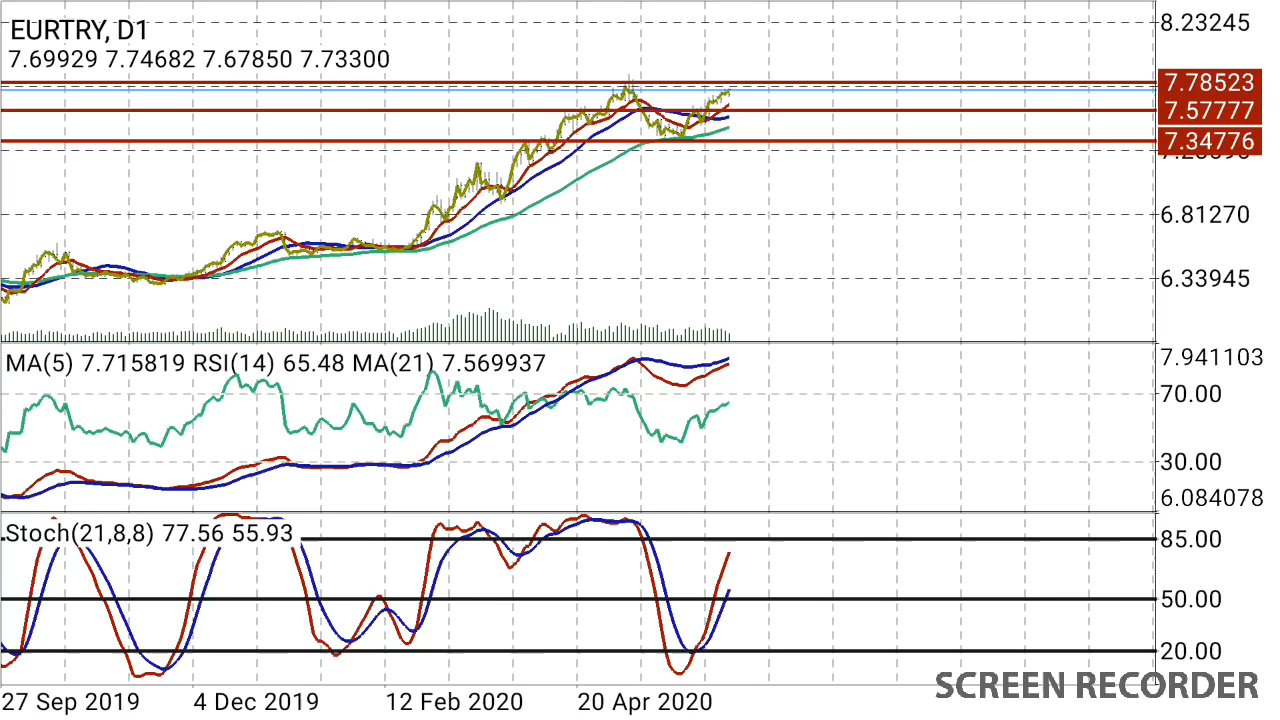 EURTRY, D1
7.69929 7.74682 7.67850 7.73300
8.23245
7.78523
7.57777
7.34776
6.81270
6.33945
MA(5) 7.715819 RSI(14) 65.48 MA(21) 7.569937
7.941103
70.00
30.00
6.084078
Stoch(21,8,8) 77.56 55.93
85.00
50.00
20.00
27 Sep 2019 4 Dec 2019 12 Feb 2020 20 Apr 2020
SCREEN RECORDER